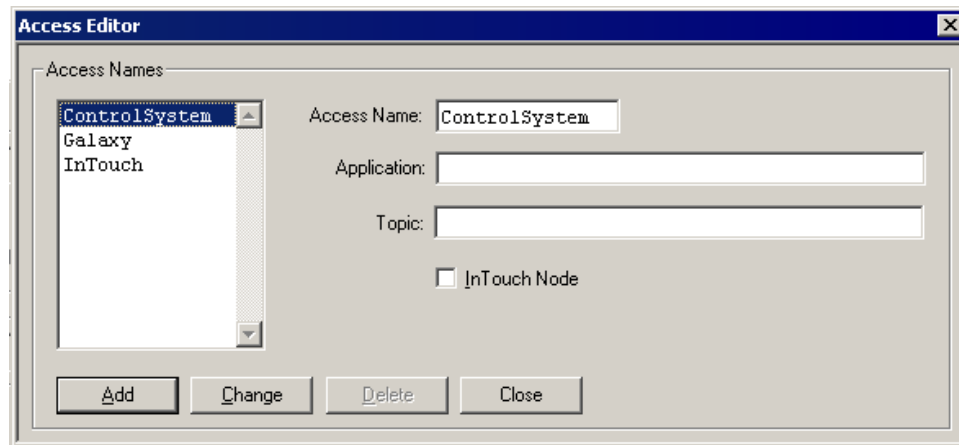 Access Editor
Access Names
ControlSystem
Galaxy
InTouch
Access Name: ControlSystem
Application:
Topic:
InTouch Node
Add Change Delete Close